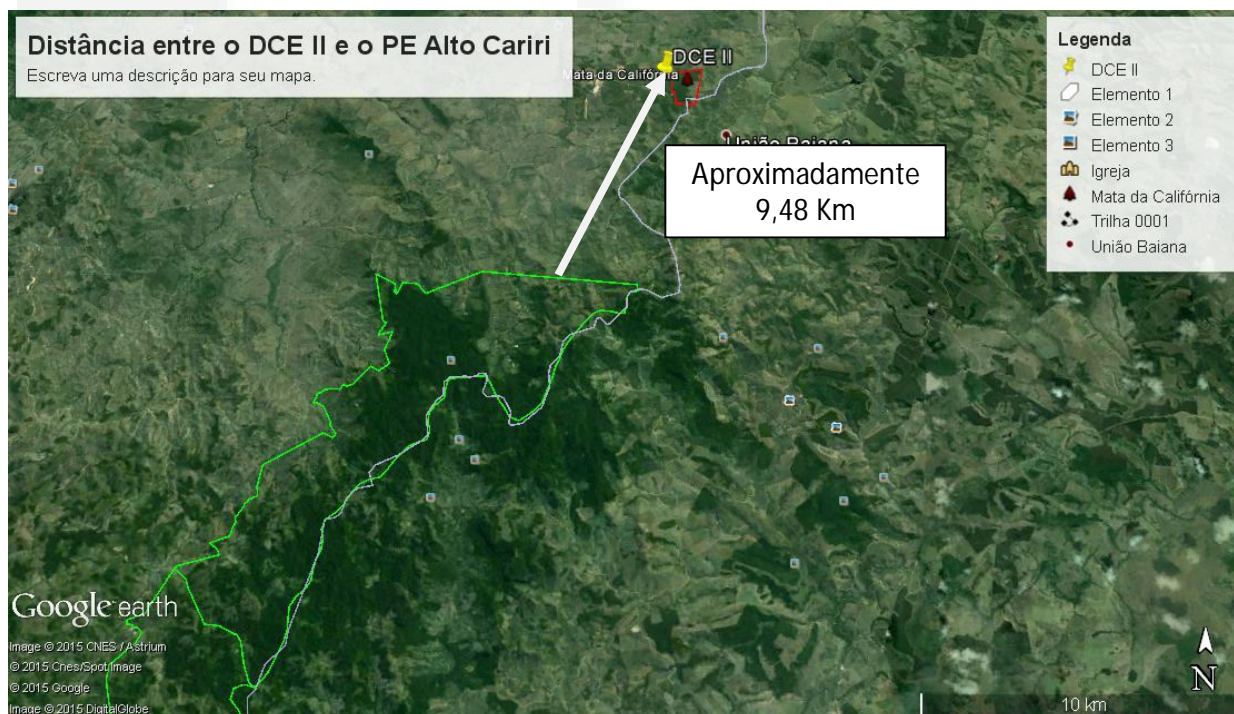 Distância entre o DCE II e o PE Alto Cariri
Escreva uma descrição para seu mapa.
DCE II
Mata da Califórnia
União Baiana
Aproximadamente
9,48 Km
Legenda
DCE II
Elemento 1
Elemento 2
Elemento 3
Igreja
Mata da Califórnia
Trilha 0001
União Baiana
Google earth
Image © 2015 CNES / Astrium
© 2015 Cnes/Spot Image
© 2015 Google
Image © 2015 DigitalGlobe
N
10 km